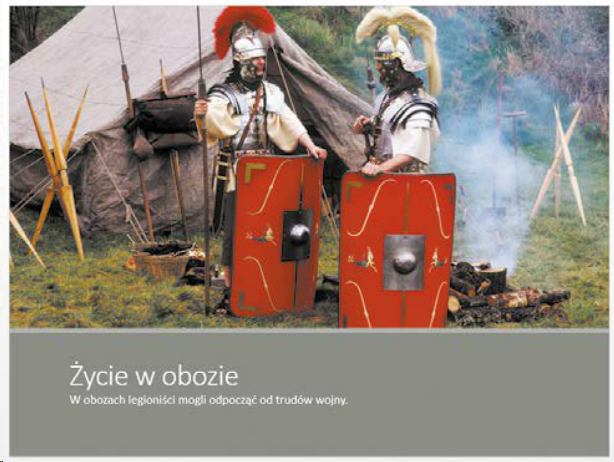 Życie w obozie
W obozach legioniści mogli odpocząć od trudów wojny.